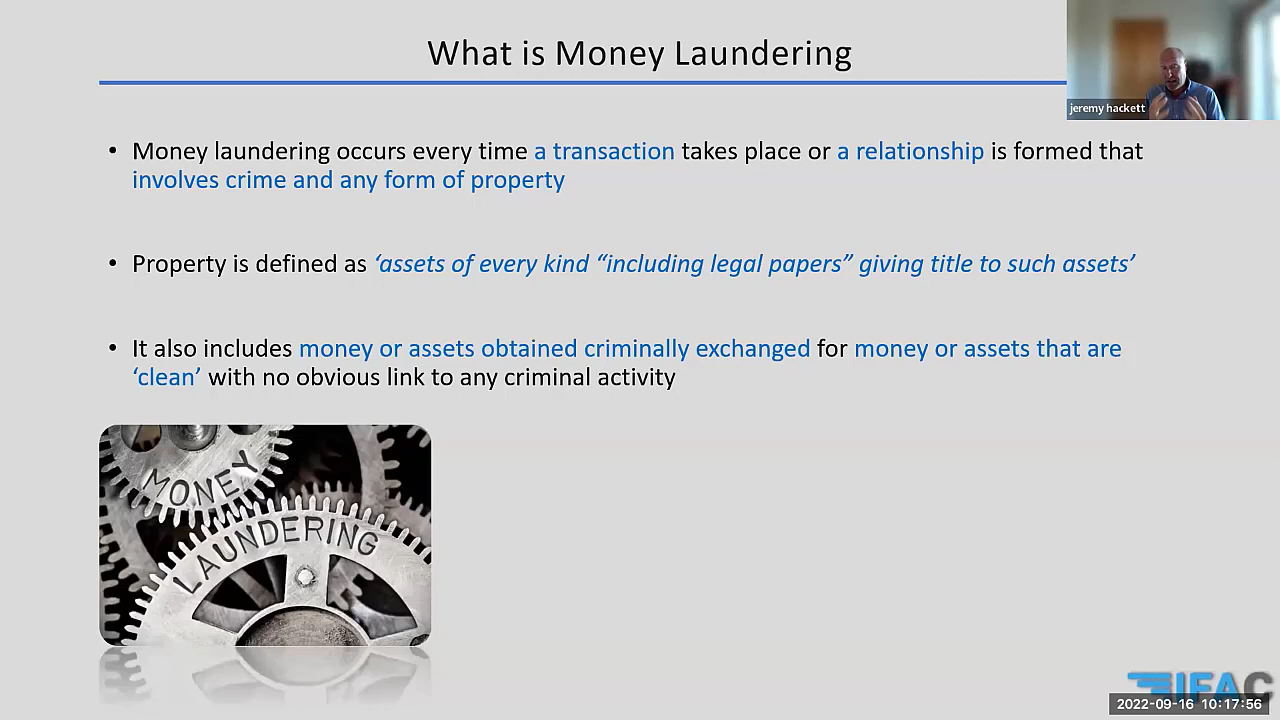 What is Money Laundering
jeremy hackett
• Money laundering occurs every time a transaction takes place or a relationship is formed that
involves crime and any form of property
• Property is defined as ‘assets of every kind “including legal papers” giving title to such assets’
• It also includes money or assets obtained criminally exchanged for money or assets that are
‘clean’ with no obvious link to any criminal activity
MONEY
LAUNDERING
IFAC
2022-09-16 10:17:56